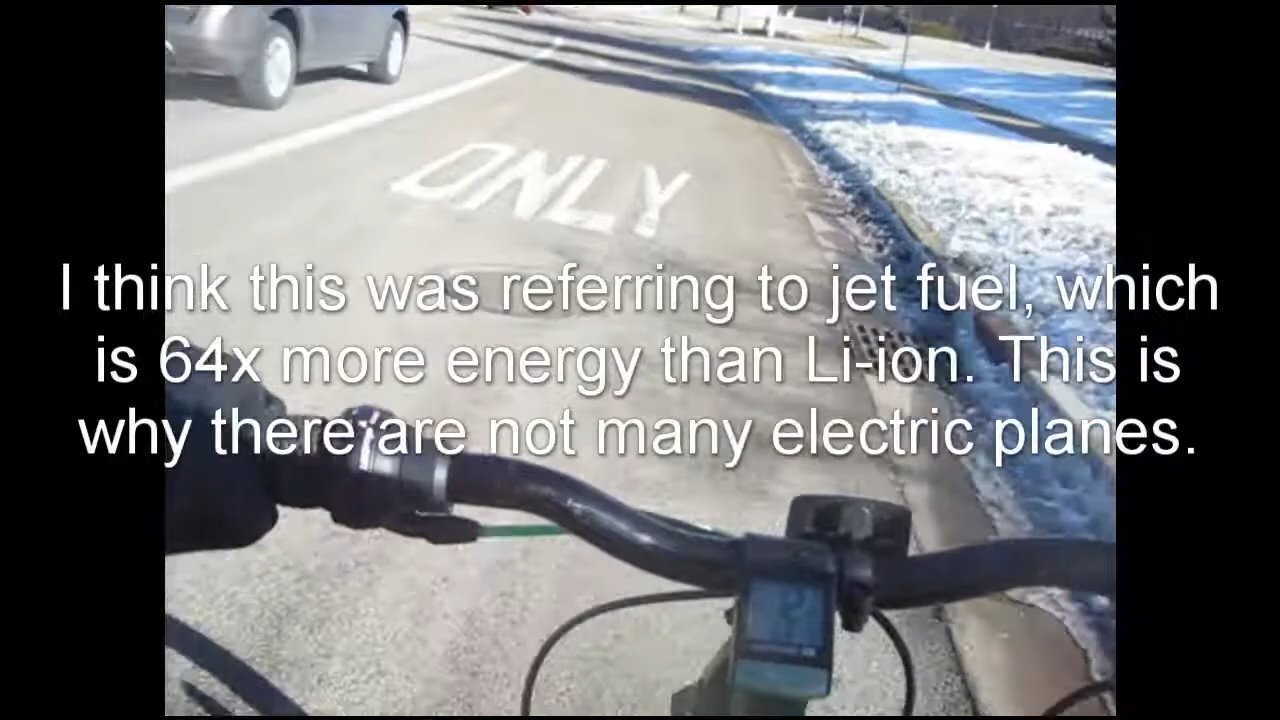 ONLY
I think this was referring to jet fuel, which
is 64x more energy than Li-ion. This is
why there are not many electric planes.